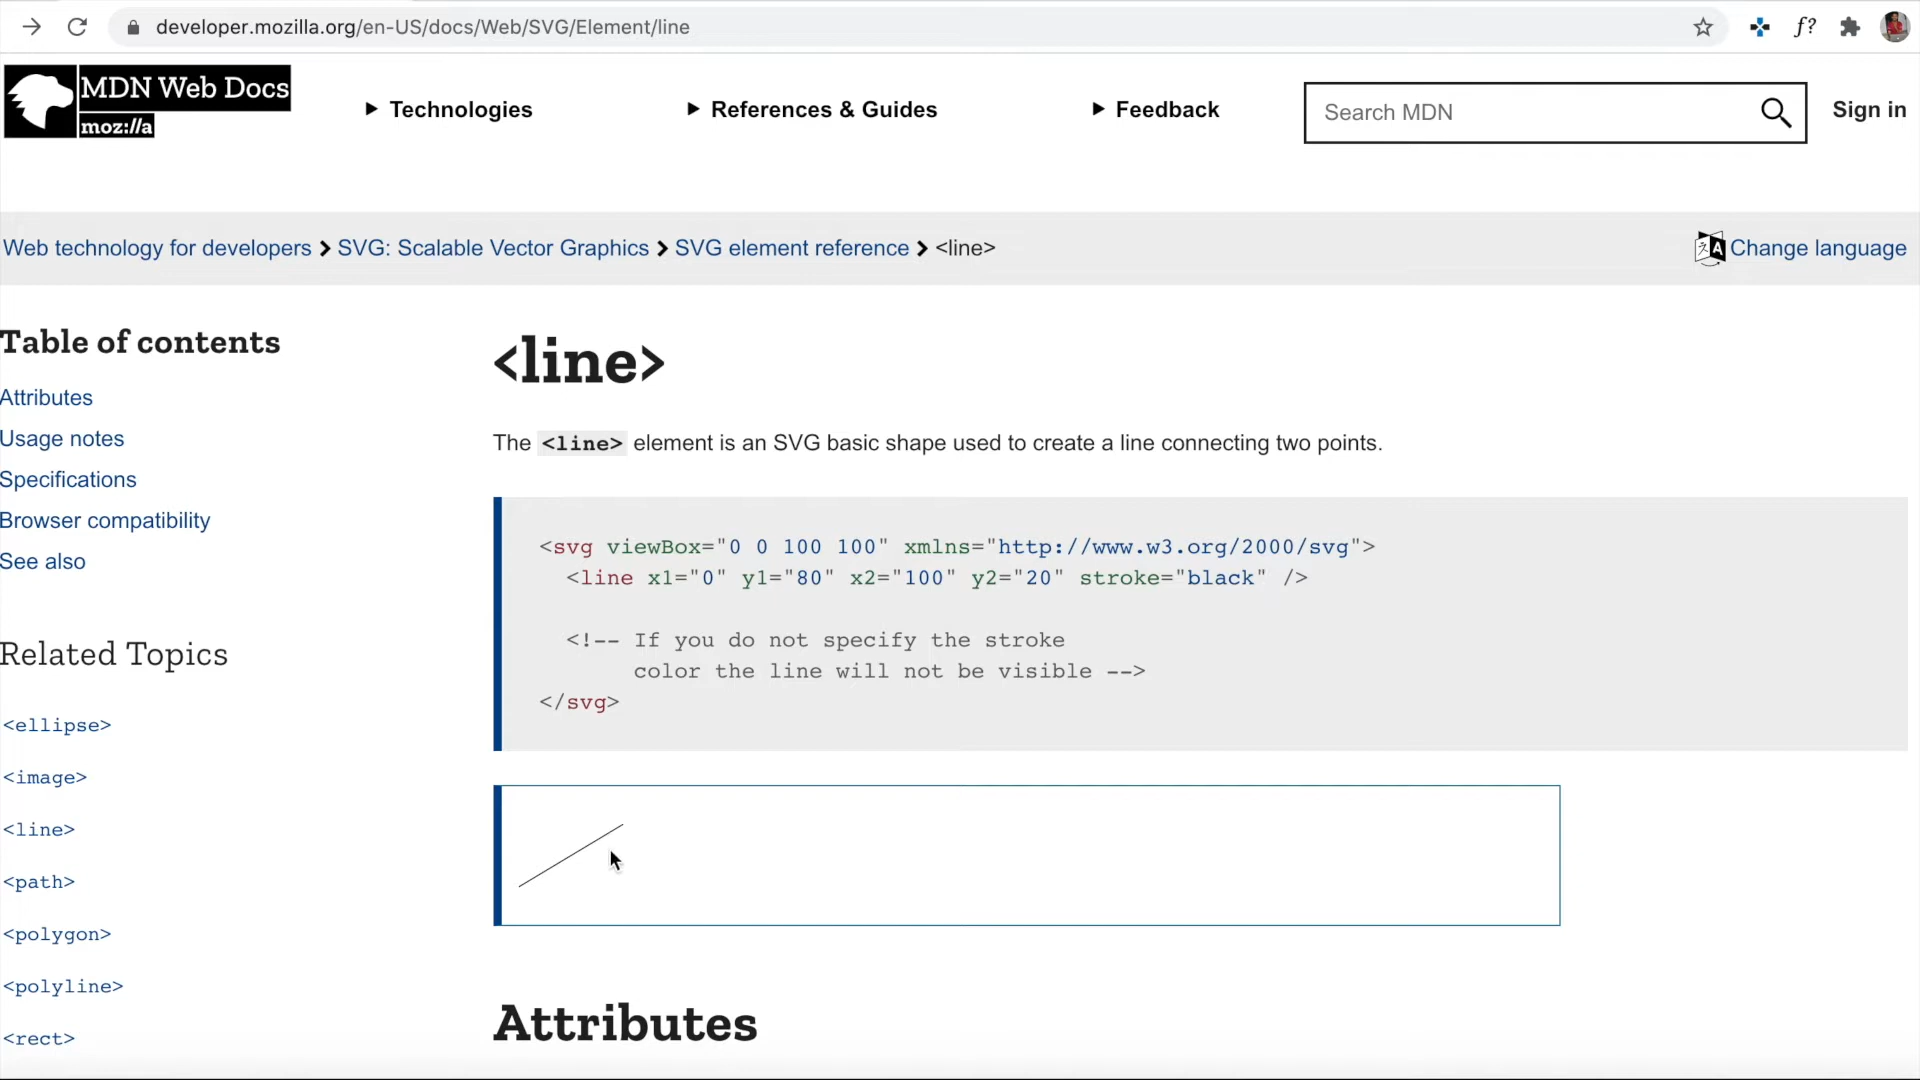 developer.mozilla.org/en-US/docs/Web/SVG/Element/line
f?
MDN Web Docs
moz://a
Technologies
References & Guides
Feedback
Search MDN
Sign in
Web technology for developers
SVG: Scalable Vector Graphics
SVG element reference
<line>
Change language
Table of contents
Attributes
Usage notes
Specifications
Browser compatibility
See also
Related Topics
<ellipse>
<image>
<line>
<path>
<polygon>
<polyline>
<rect>
<line>
The <line> element is an SVG basic shape used to create a line connecting two points.
<svg viewBox="0 0 100 100" xmlns="http://www.w3.org/2000/svg">
  <line x1="0" y1="80" x2="100" y2="20" stroke="black" />
  <!-- If you do not specify the stroke
       color the line will not be visible -->
</svg>
Attributes